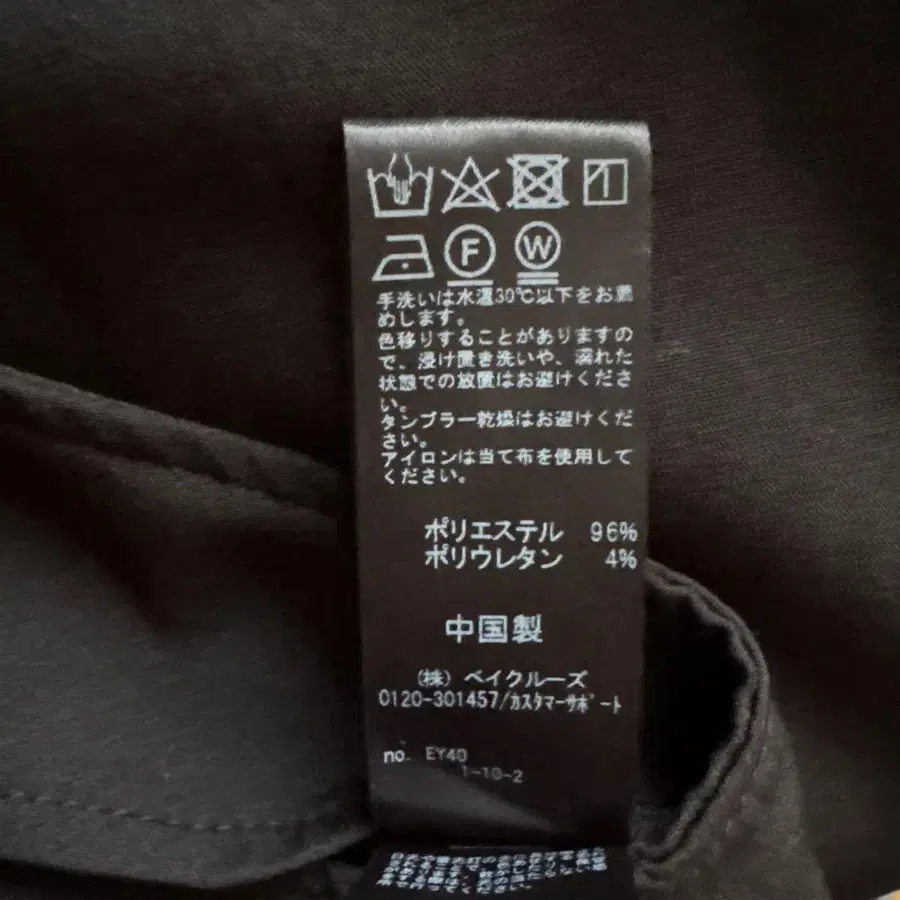 F W
手洗いは水温30℃以下をお薦
めします。
色移りすることがありますの
で、浸け置き洗いや、濡れた
状態での放置はお避けくださ
い。
タンブラー乾燥はお避けくだ
さい。
アイロンは当て布を使用して
ください。
ポリエステル 96%
ポリウレタン 4%
中国製
(株) ベイクルーズ
0120-301457/カスタマーサポート
no. EY40
1-10-2